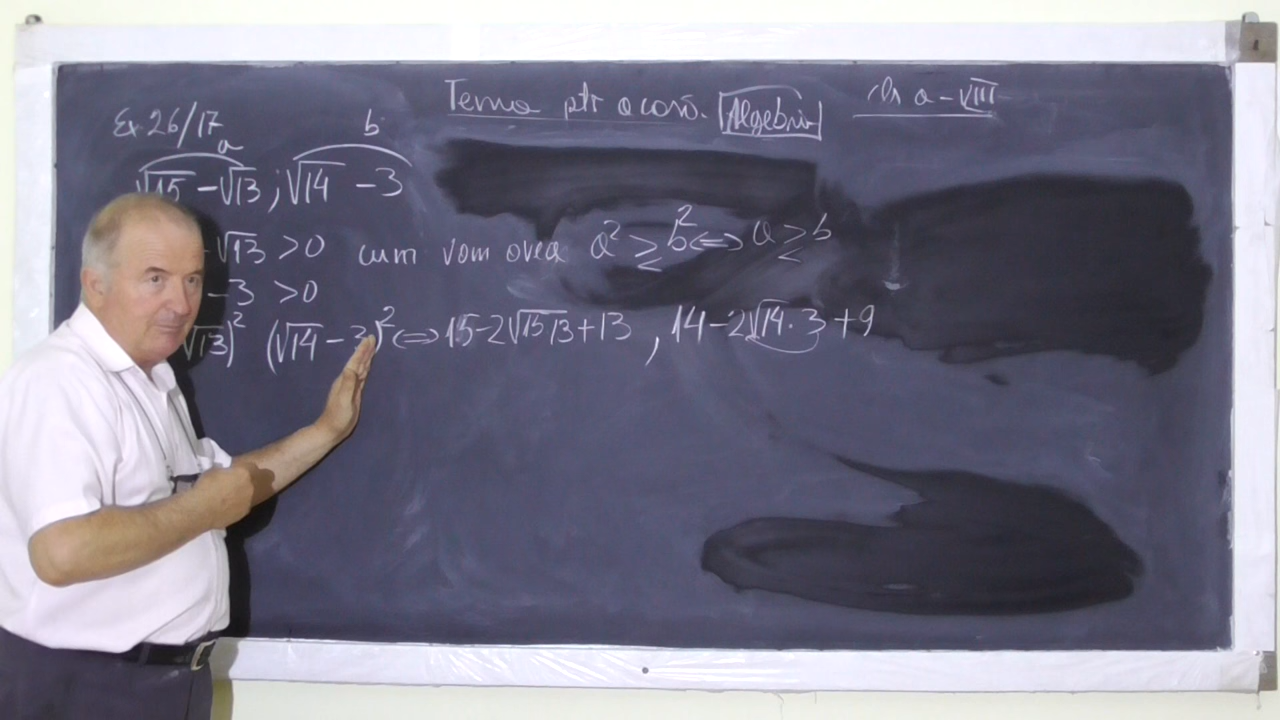 Tema ptr acasă. Algebră cls a-VIII
Ex 26/17
a b
√15 - √13 ; √14 - 3
- √13 > 0 cum vom avea a² ≥≤ b² <=> a ≥≤ b
- 3 > 0
√13)² (√14 - 3)² <=> 15 - 2√15 13 + 13 , 14 - 2√14 · 3 + 9